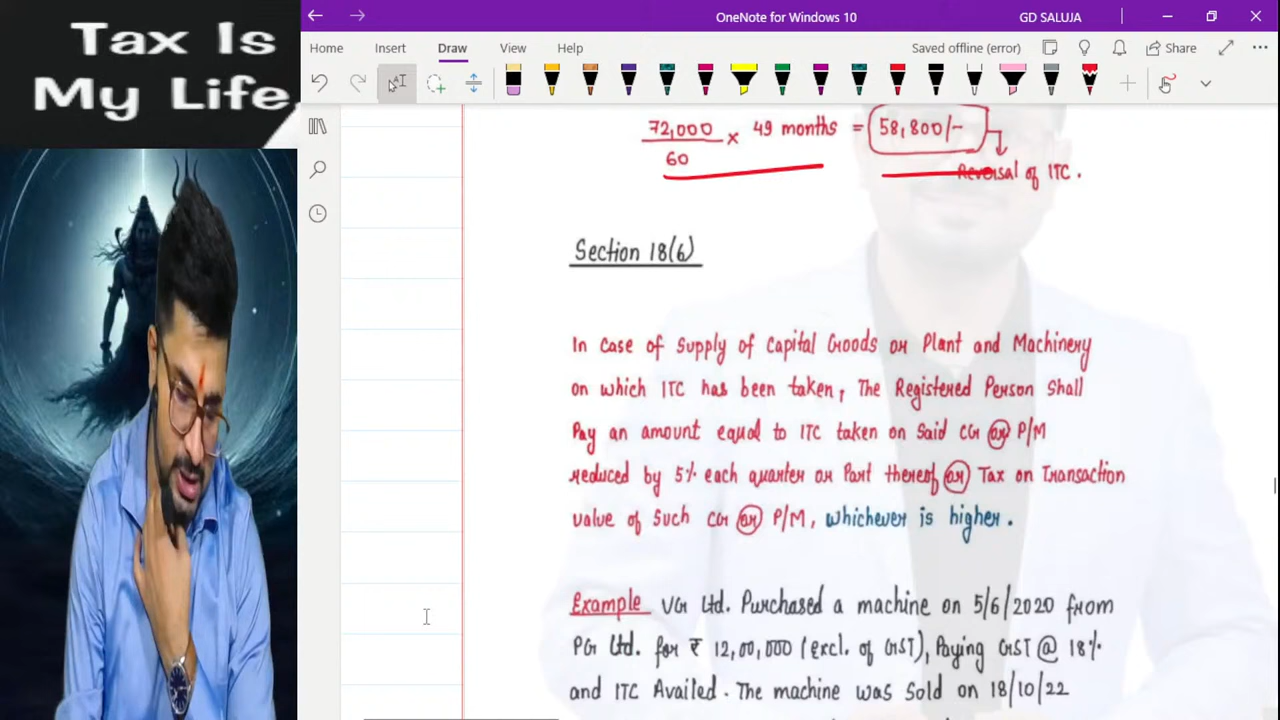 Tax Is
My Life
OneNote for Windows 10
GD SALUJA
Home
Insert
Draw
View
Help
Saved offline (error)
Share
72,000
60
x 49 months = 58,800/-
Reversal of ITC.
Section 18(6)
In Case of Supply of Capital Goods or Plant and Machinery
on which ITC has been taken, The Registered Person Shall
Pay an amount equal to ITC taken on Said CG or P/M
reduced by 5% each quarter or Part thereof or Tax on Transaction
value of Such CG or P/M, whichever is higher.
Example VG Ltd. Purchased a machine on 5/6/2020 from
PG Ltd. for ₹ 12,00,000 (excl. of GST), Paying GST @ 18%
and ITC Availed. The machine was Sold on 18/10/22